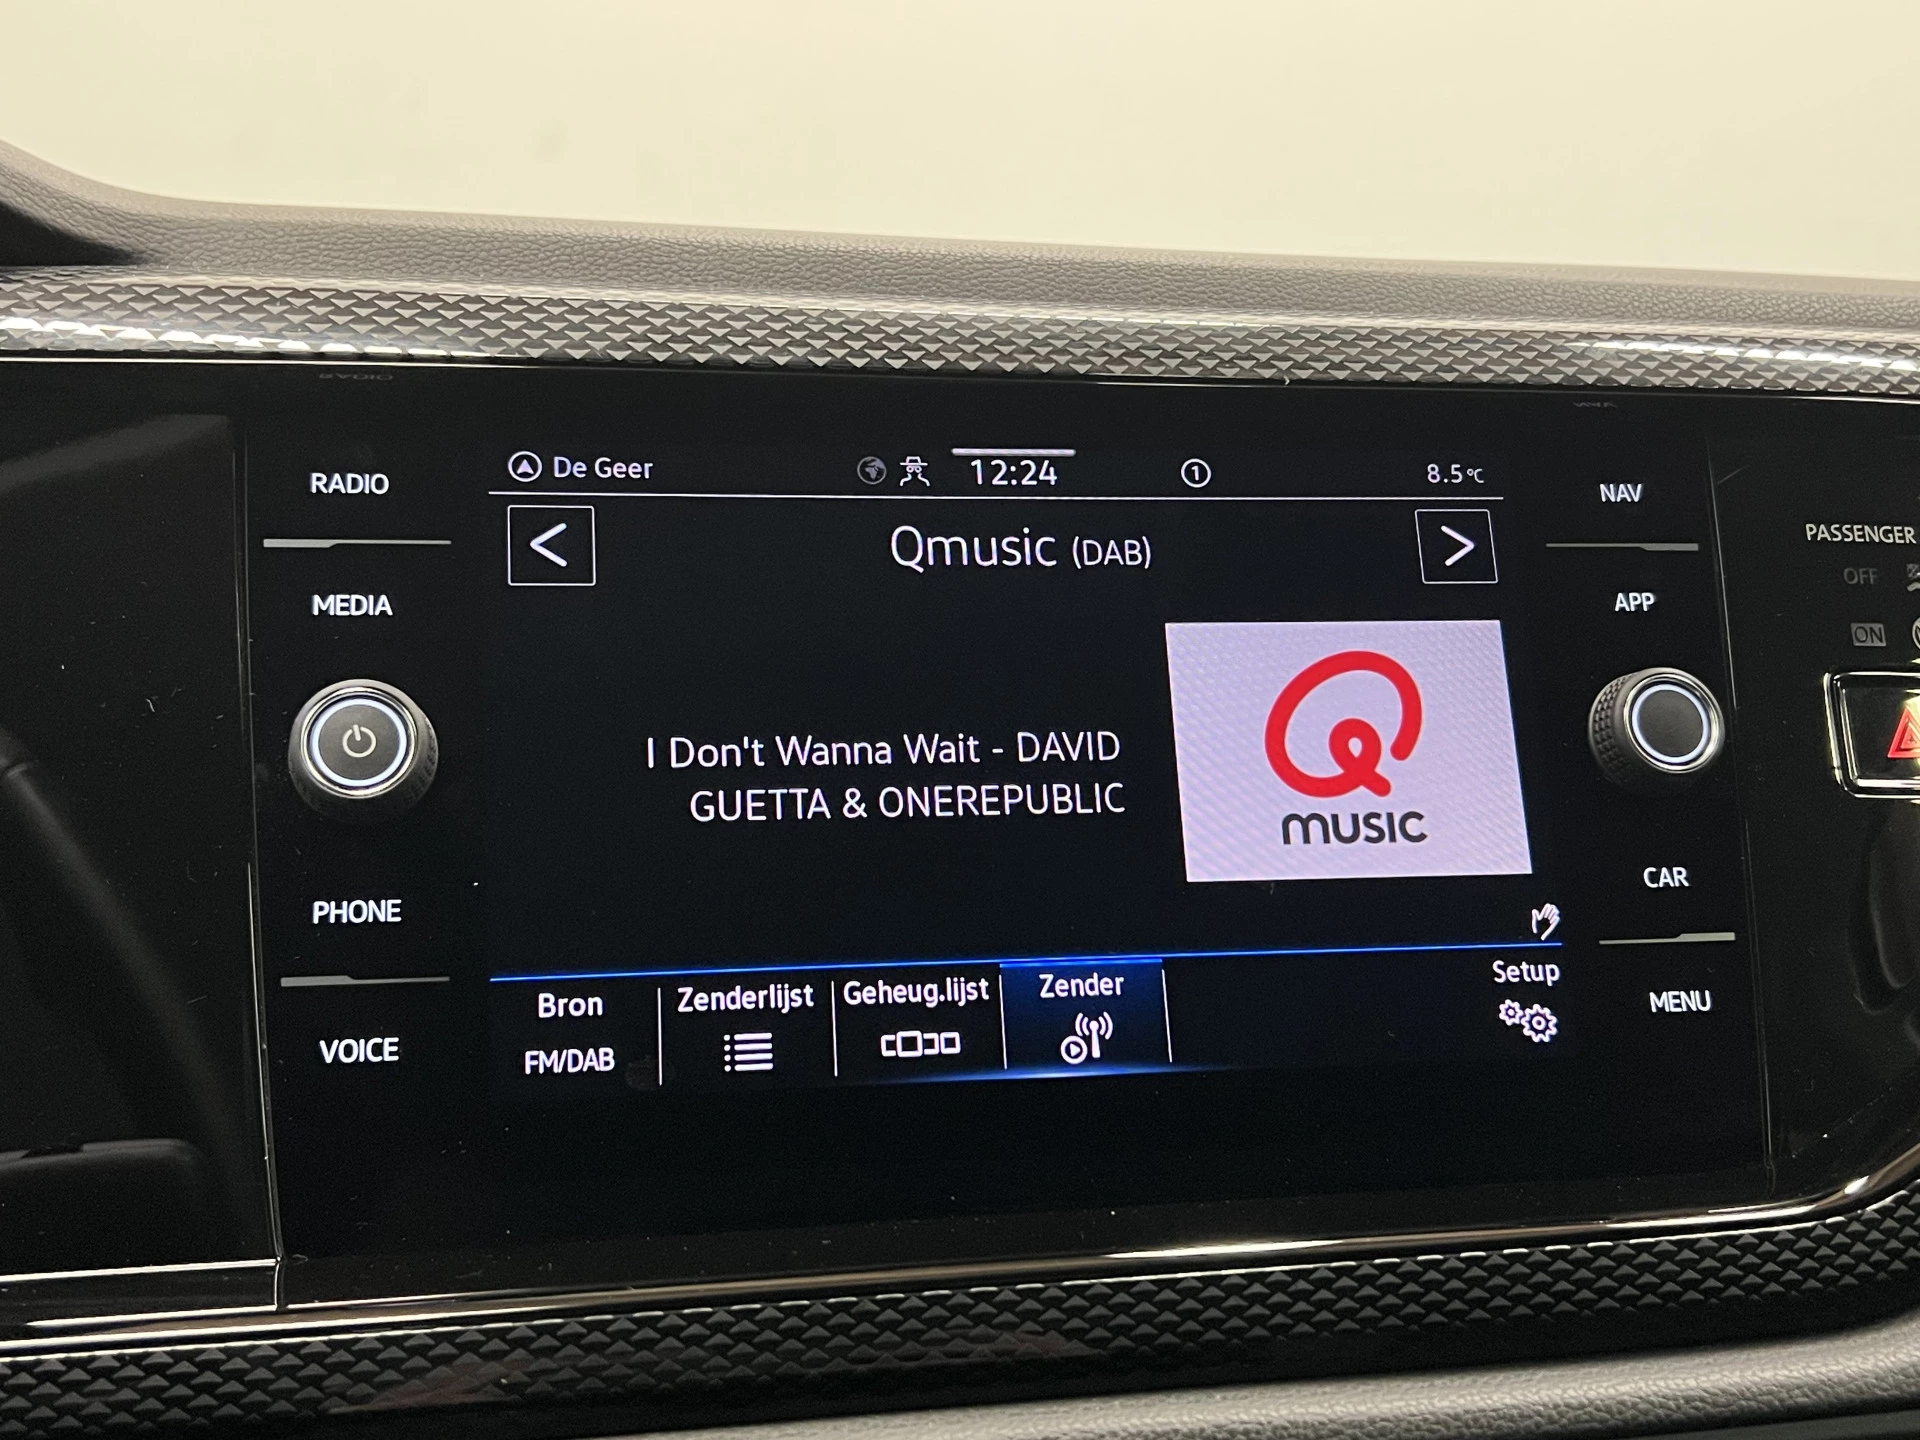 RADIO
MEDIA
PHONE
VOICE
De Geer
12:24
1
8.5°C
<
Qmusic (DAB)
>
I Don't Wanna Wait - DAVID
GUETTA & ONEREPUBLIC
Q
music
Bron
FM/DAB
Zenderlijst
Geheug.lijst
Zender
Setup
NAV
APP
CAR
MENU
PASSENGER
OFF
ON